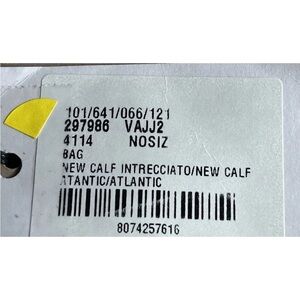 101/641/066/121
297986 VAJJ2
4114 NOSIZ
BAG
NEW CALF INTRECCIATO/NEW CALF
ATANTIC/ATLANTIC
8074257616